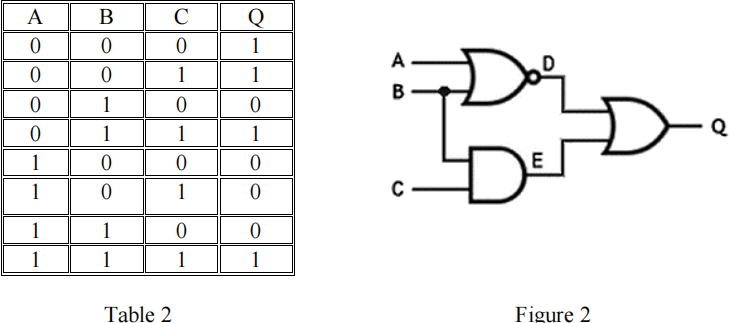 A B C Q
0 0 0 1
0 0 1 1
0 1 0 0
0 1 1 1
1 0 0 0
1 0 1 0
1 1 0 0
1 1 1 1
Table 2
A
B
C
D
E
Q
Figure 2